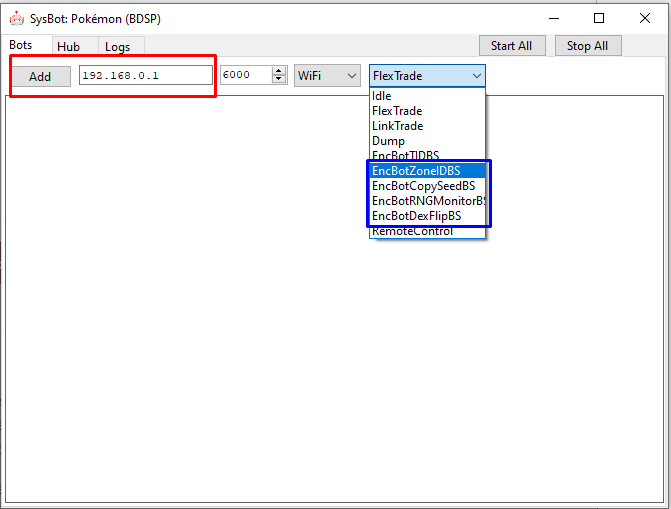 SysBot: Pokémon (BDSP)
Bots Hub Logs Start All Stop All
Add 192.168.0.1 6000 WiFi FlexTrade
Idle
FlexTrade
LinkTrade
Dump
EncBotTIDBS
EncBotZoneIDBS
EncBotCopySeedBS
EncBotRNGMonitorBS
EncBotDexFlipBS
RemoteControl